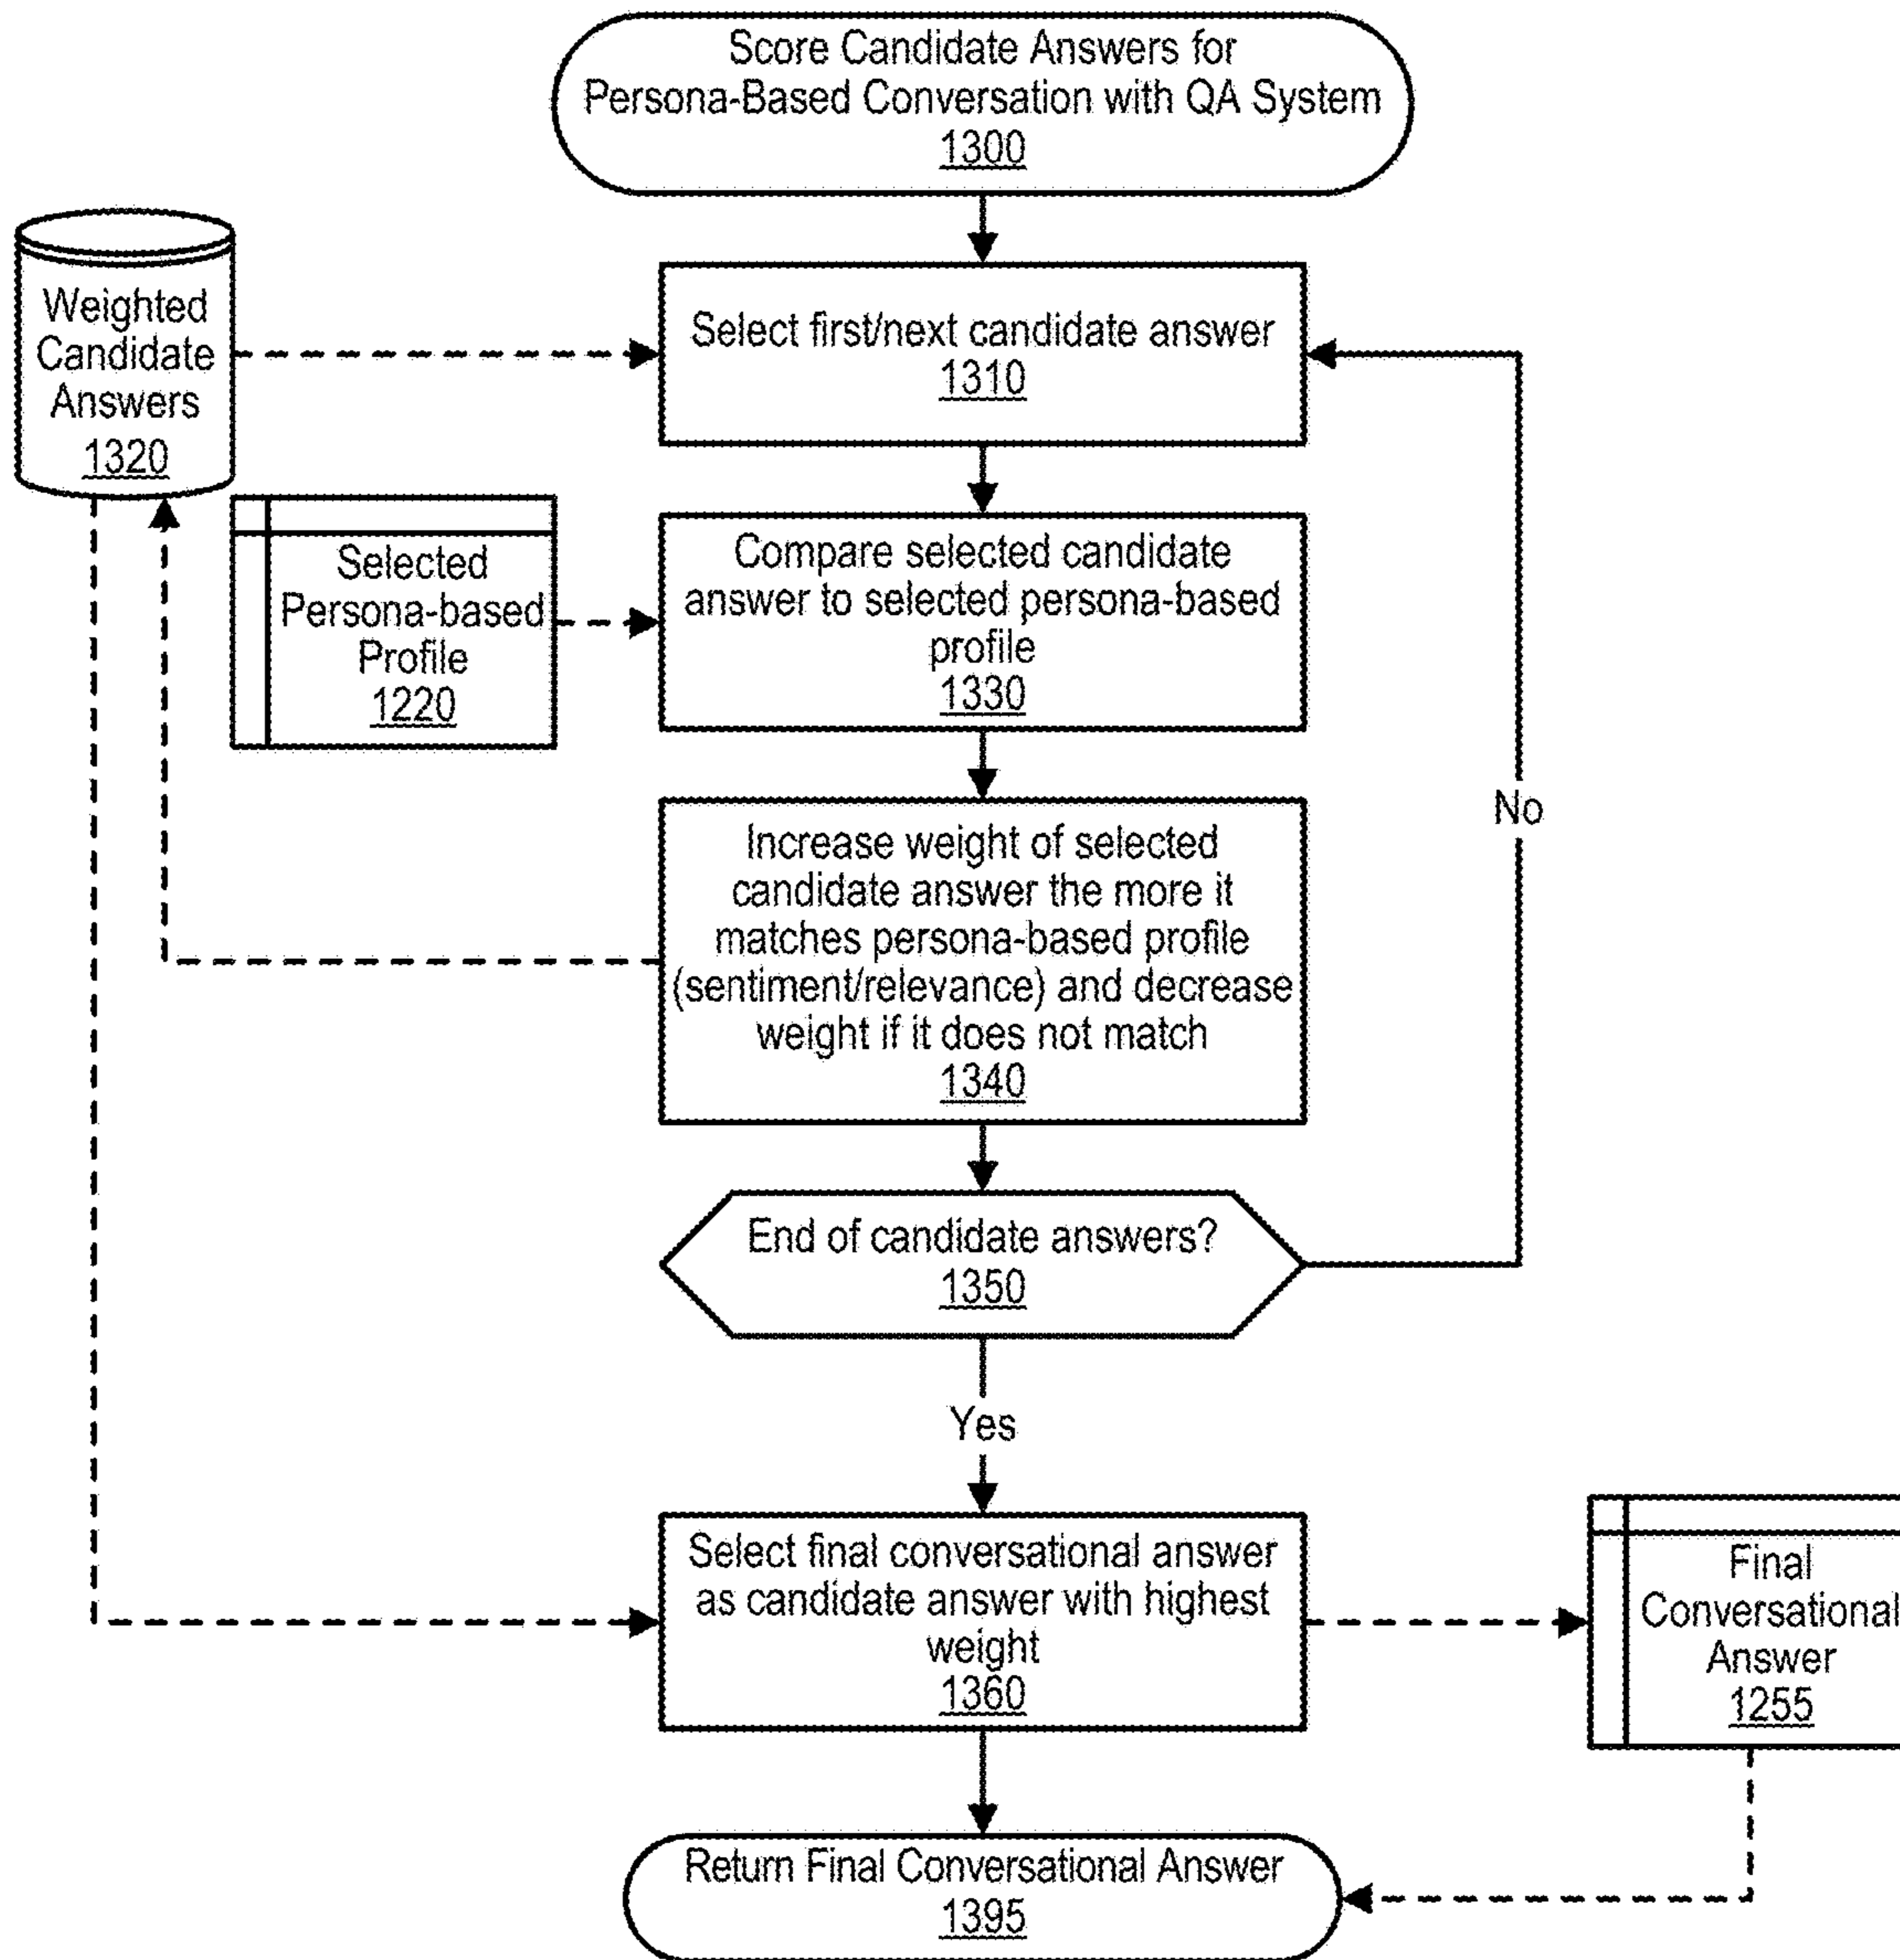 Score Candidate Answers for
Persona-Based Conversation with QA System
1300
Weighted
Candidate
Answers
1320
Select first/next candidate answer
1310
Selected
Persona-based
Profile
1220
Compare selected candidate
answer to selected persona-based
profile
1330
Increase weight of selected
candidate answer the more it
matches persona-based profile
(sentiment/relevance) and decrease
weight if it does not match
1340
No
End of candidate answers?
1350
Yes
Select final conversational answer
as candidate answer with highest
weight
1360
Final
Conversational
Answer
1255
Return Final Conversational Answer
1395